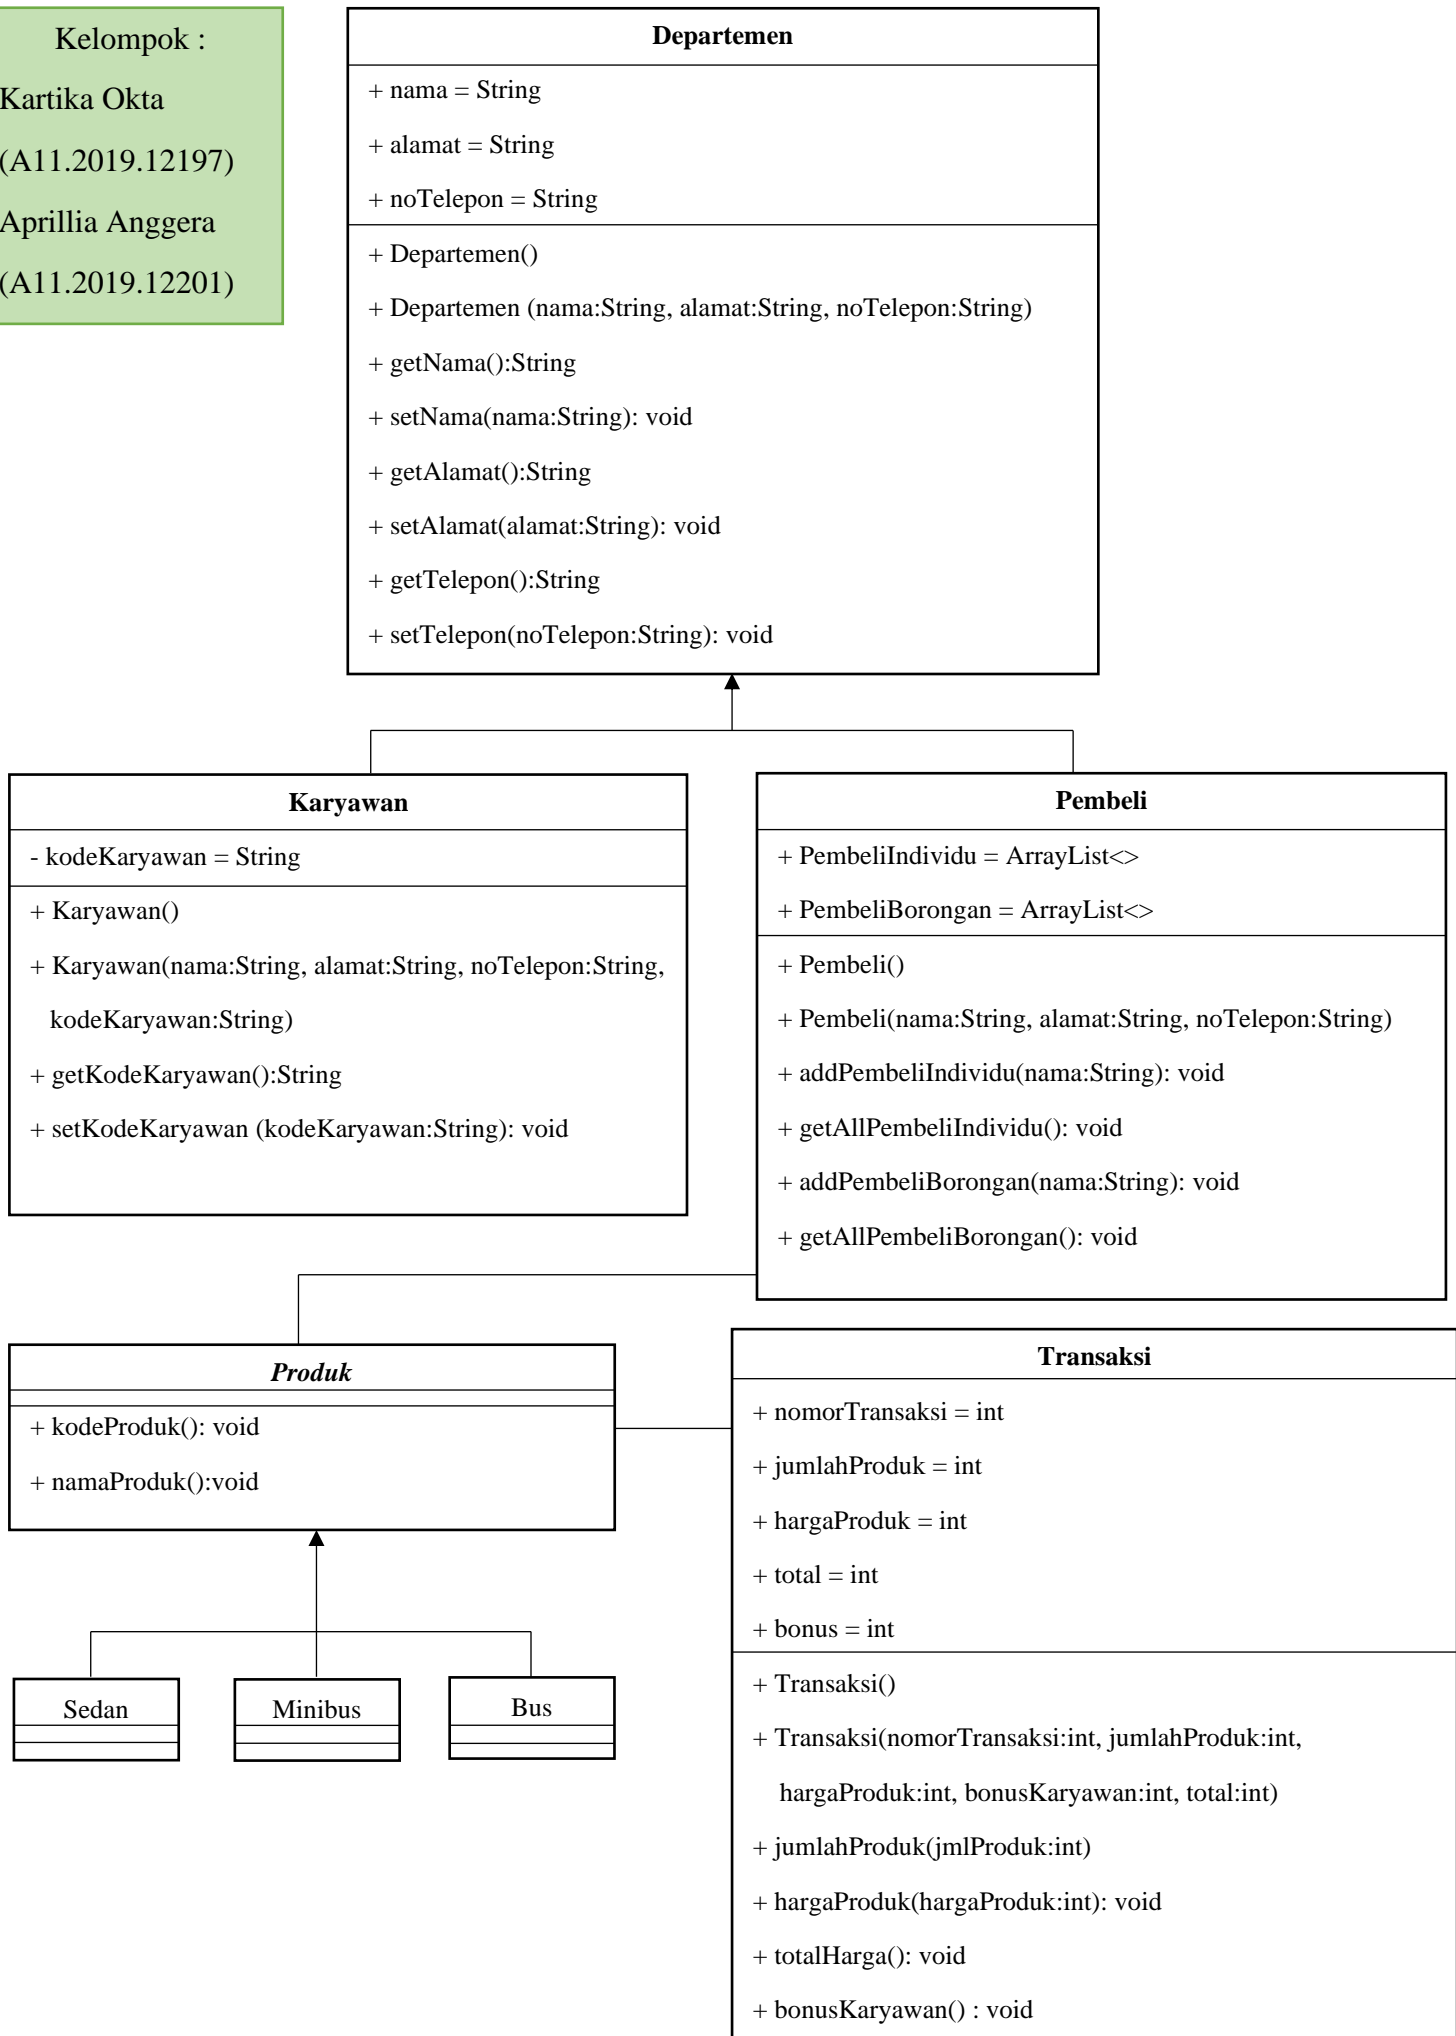 Kelompok :
Kartika Okta
(A11.2019.12197)
Aprillia Anggera
(A11.2019.12201)
Departemen
+ nama = String
+ alamat = String
+ noTelepon = String
+ Departemen()
+ Departemen (nama:String, alamat:String, noTelepon:String)
+ getNama():String
+ setNama(nama:String): void
+ getAlamat():String
+ setAlamat(alamat:String): void
+ getTelepon():String
+ setTelepon(noTelepon:String): void
Karyawan
- kodeKaryawan = String
+ Karyawan()
+ Karyawan(nama:String, alamat:String, noTelepon:String,
kodeKaryawan:String)
+ getKodeKaryawan():String
+ setKodeKaryawan (kodeKaryawan:String): void
Pembeli
+ PembeliIndividu = ArrayList<>
+ PembeliBorongan = ArrayList<>
+ Pembeli()
+ Pembeli(nama:String, alamat:String, noTelepon:String)
+ addPembeliIndividu(nama:String): void
+ getAllPembeliIndividu(): void
+ addPembeliBorongan(nama:String): void
+ getAllPembeliBorongan(): void
Produk
+ kodeProduk(): void
+ namaProduk():void
Sedan
Minibus
Bus
Transaksi
+ nomorTransaksi = int
+ jumlahProduk = int
+ hargaProduk = int
+ total = int
+ bonus = int
+ Transaksi()
+ Transaksi(nomorTransaksi:int, jumlahProduk:int,
hargaProduk:int, bonusKaryawan:int, total:int)
+ jumlahProduk(jmlProduk:int)
+ hargaProduk(hargaProduk:int): void
+ totalHarga(): void
+ bonusKaryawan() : void